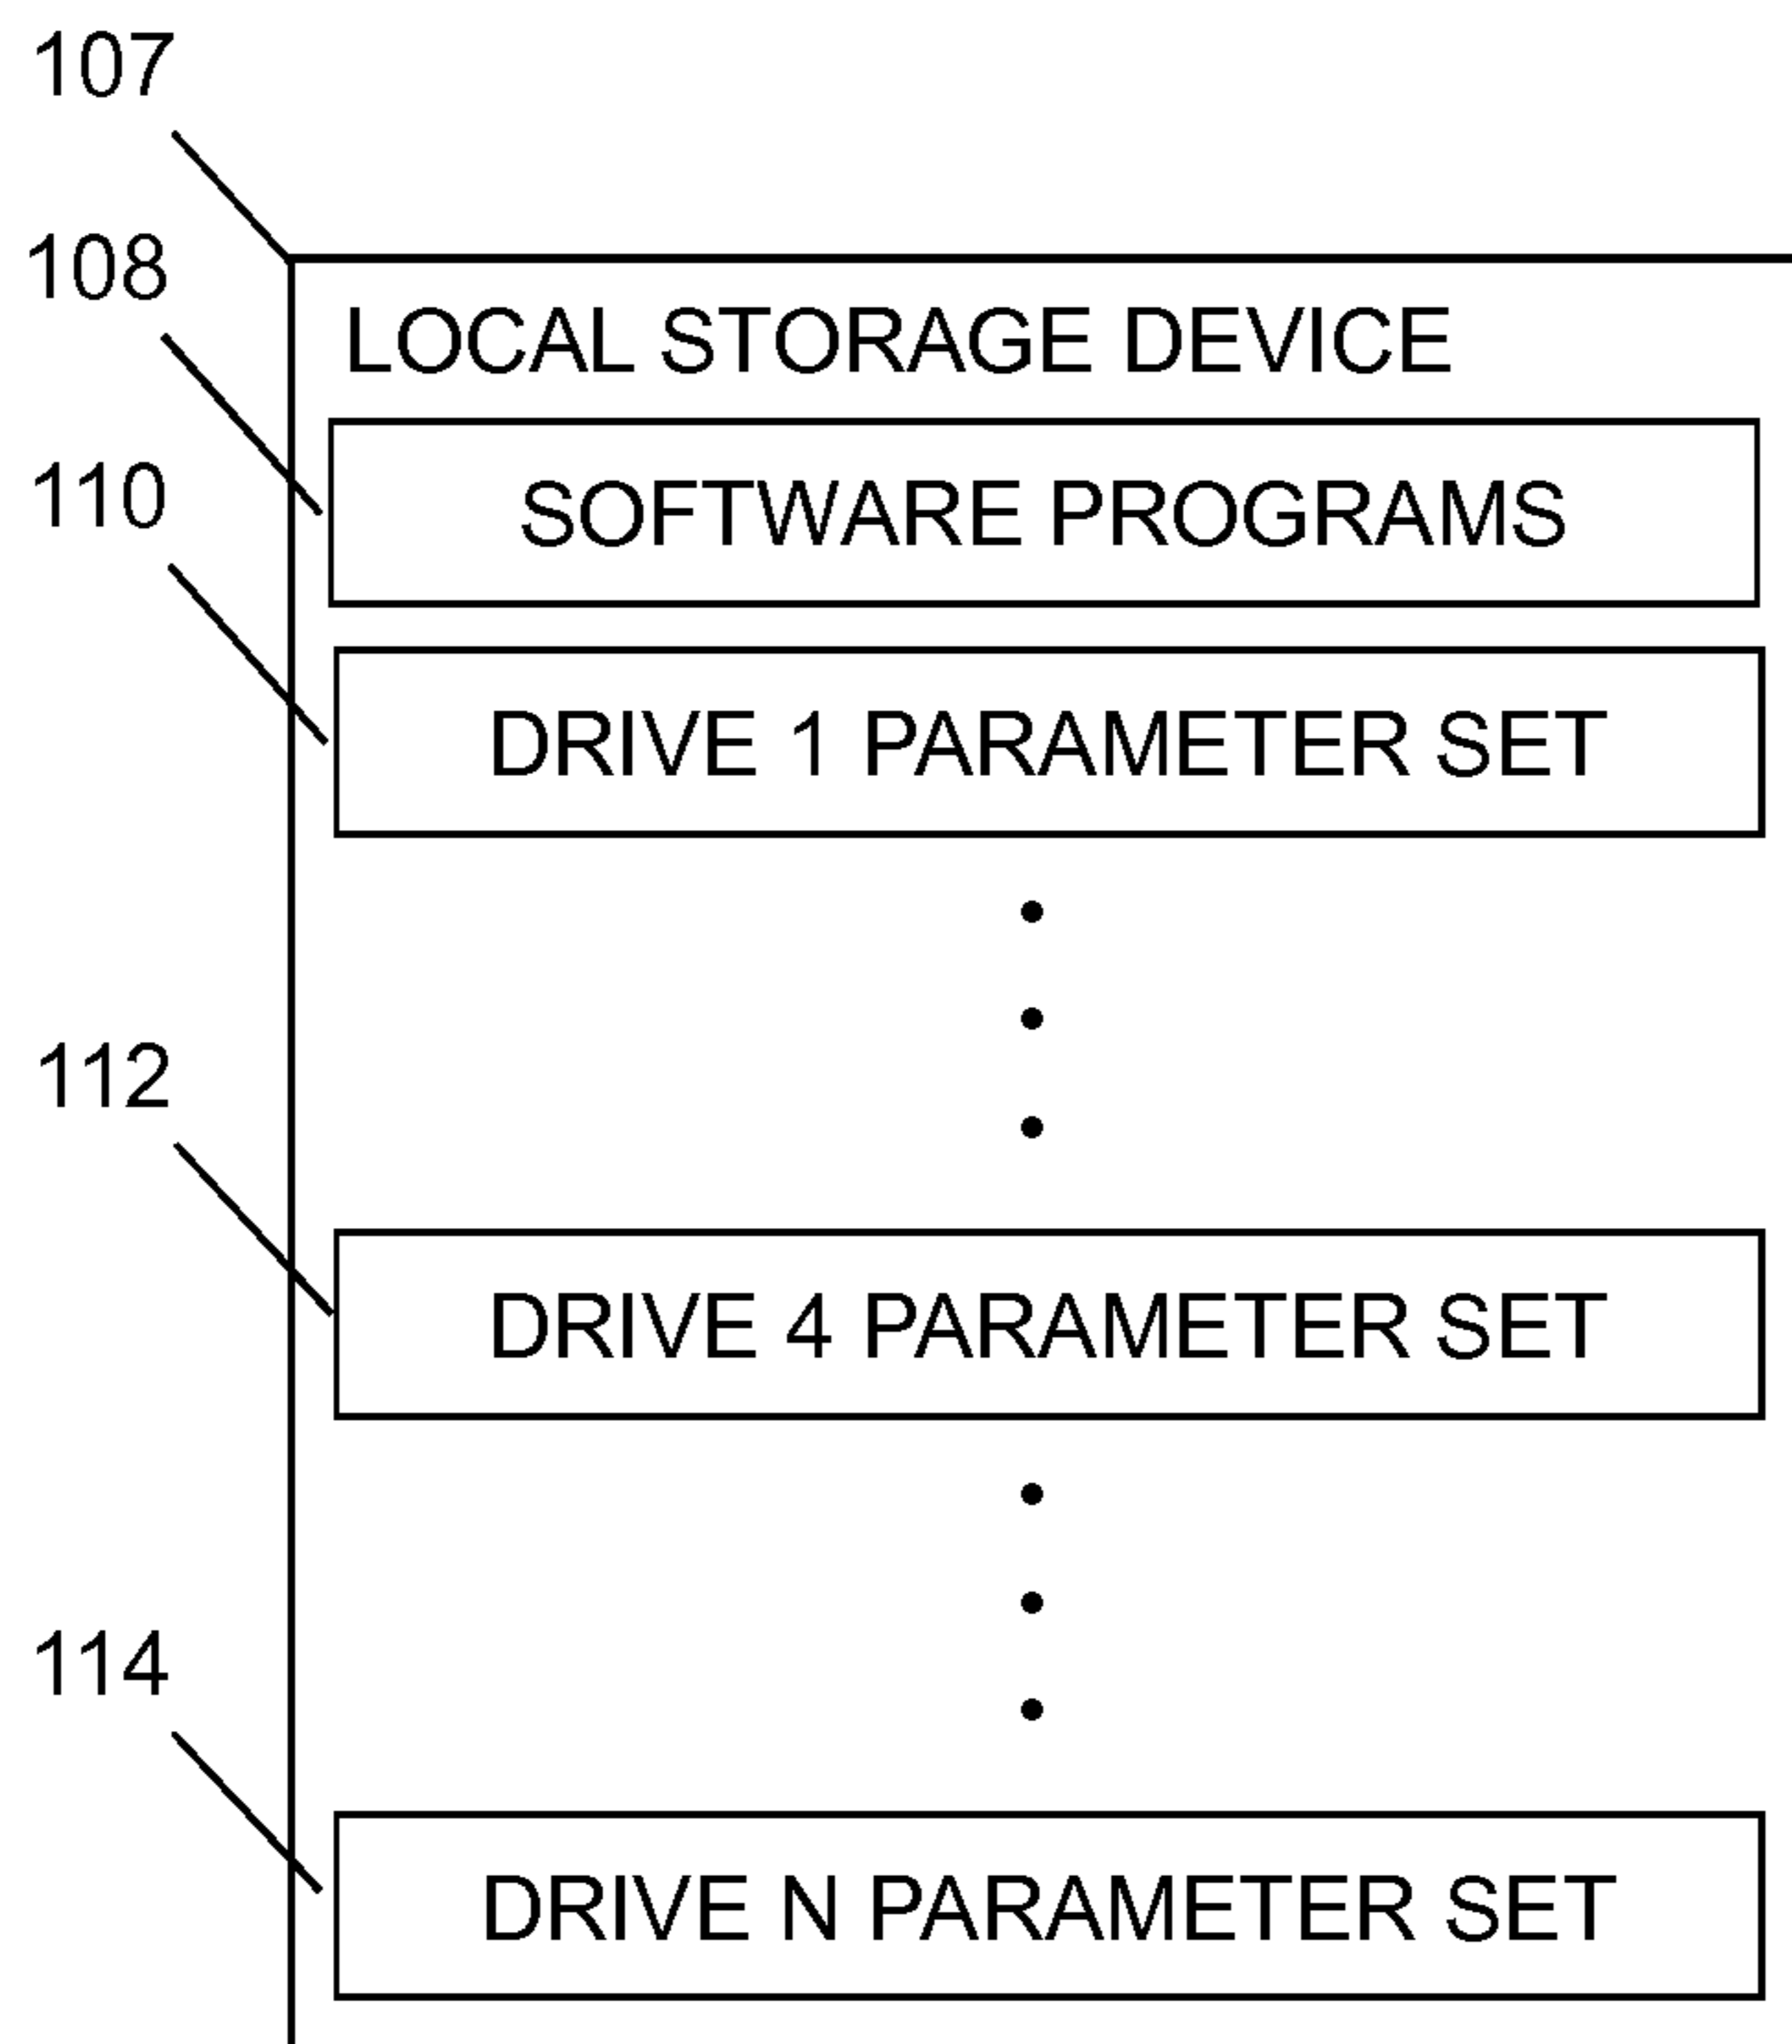 107
108
LOCAL STORAGE DEVICE
110
SOFTWARE PROGRAMS
DRIVE 1 PARAMETER SET
112
DRIVE 4 PARAMETER SET
114
DRIVE N PARAMETER SET